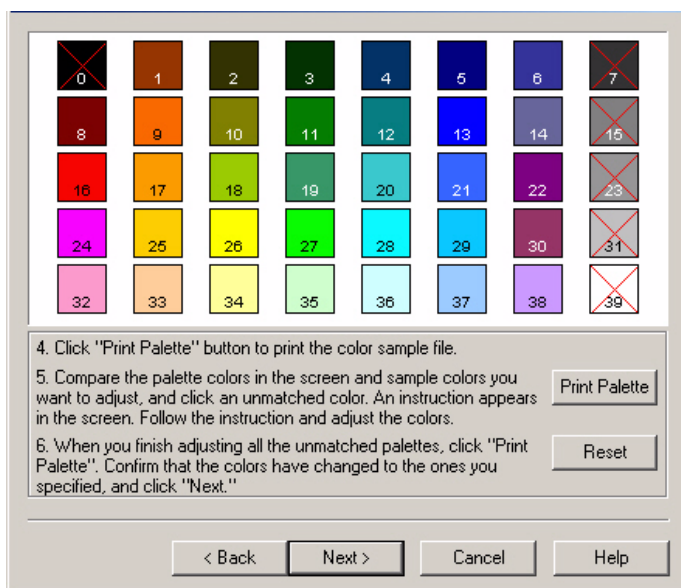 0 1 2 3 4 5 6 7
8 9 10 11 12 13 14 15
16 17 18 19 20 21 22 23
24 25 26 27 28 29 30 31
32 33 34 35 36 37 38 39
4. Click "Print Palette" button to print the color sample file.
5. Compare the palette colors in the screen and sample colors you
want to adjust, and click an unmatched color. An instruction appears
in the screen. Follow the instruction and adjust the colors.
Print Palette
6. When you finish adjusting all the unmatched palettes, click "Print
Palette". Confirm that the colors have changed to the ones you
specified, and click "Next."
Reset
< Back Next > Cancel Help